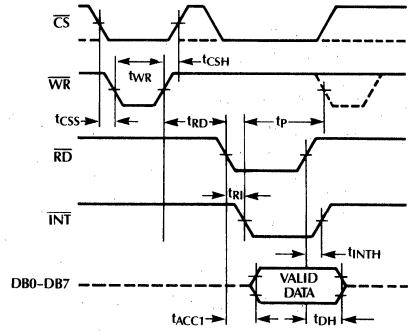 CS
tWR
tCSH
WR
tCSS
tRD
tP
RD
tRI
INT
tINTH
DB0-DB7
VALID
DATA
tACC1
tDH